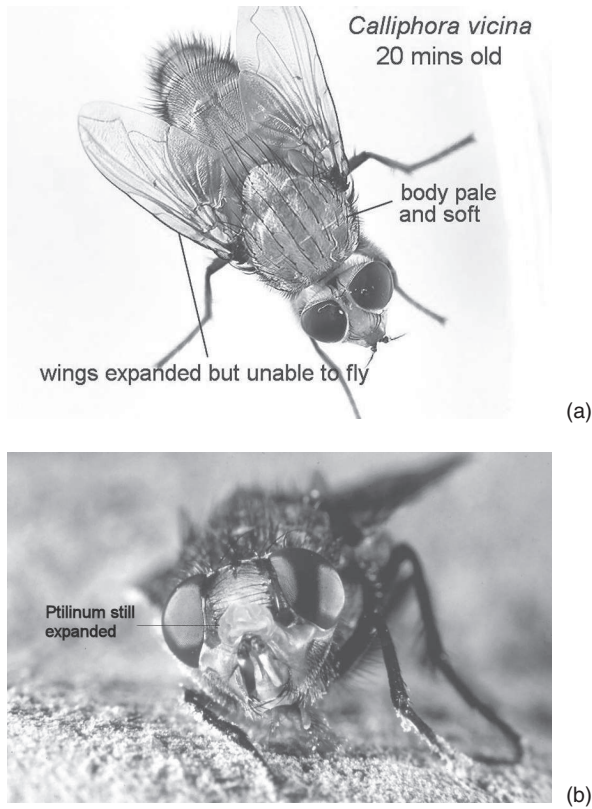 Calliphora vicina
20 mins old
body pale
and soft
wings expanded but unable to fly
(a)
Ptilinum still
expanded
(b)